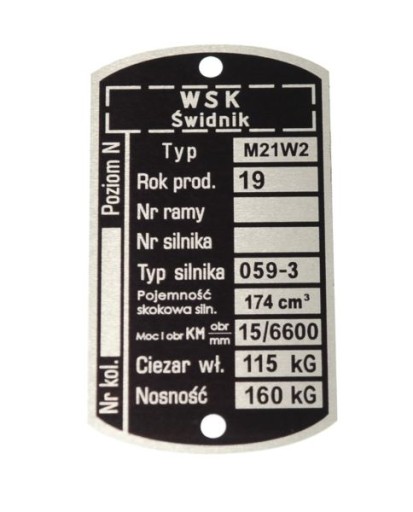 WSK
Świdnik
Typ M21W2
Rok prod. 19
Nr ramy
Nr silnika
Typ silnika 059-3
Pojemność
skokowa siln. 174 cm³
Moc i obr KM obr/mm 15/6600
Ciezar wł. 115 kG
Nosność 160 kG
Poziom N
Nr kol.